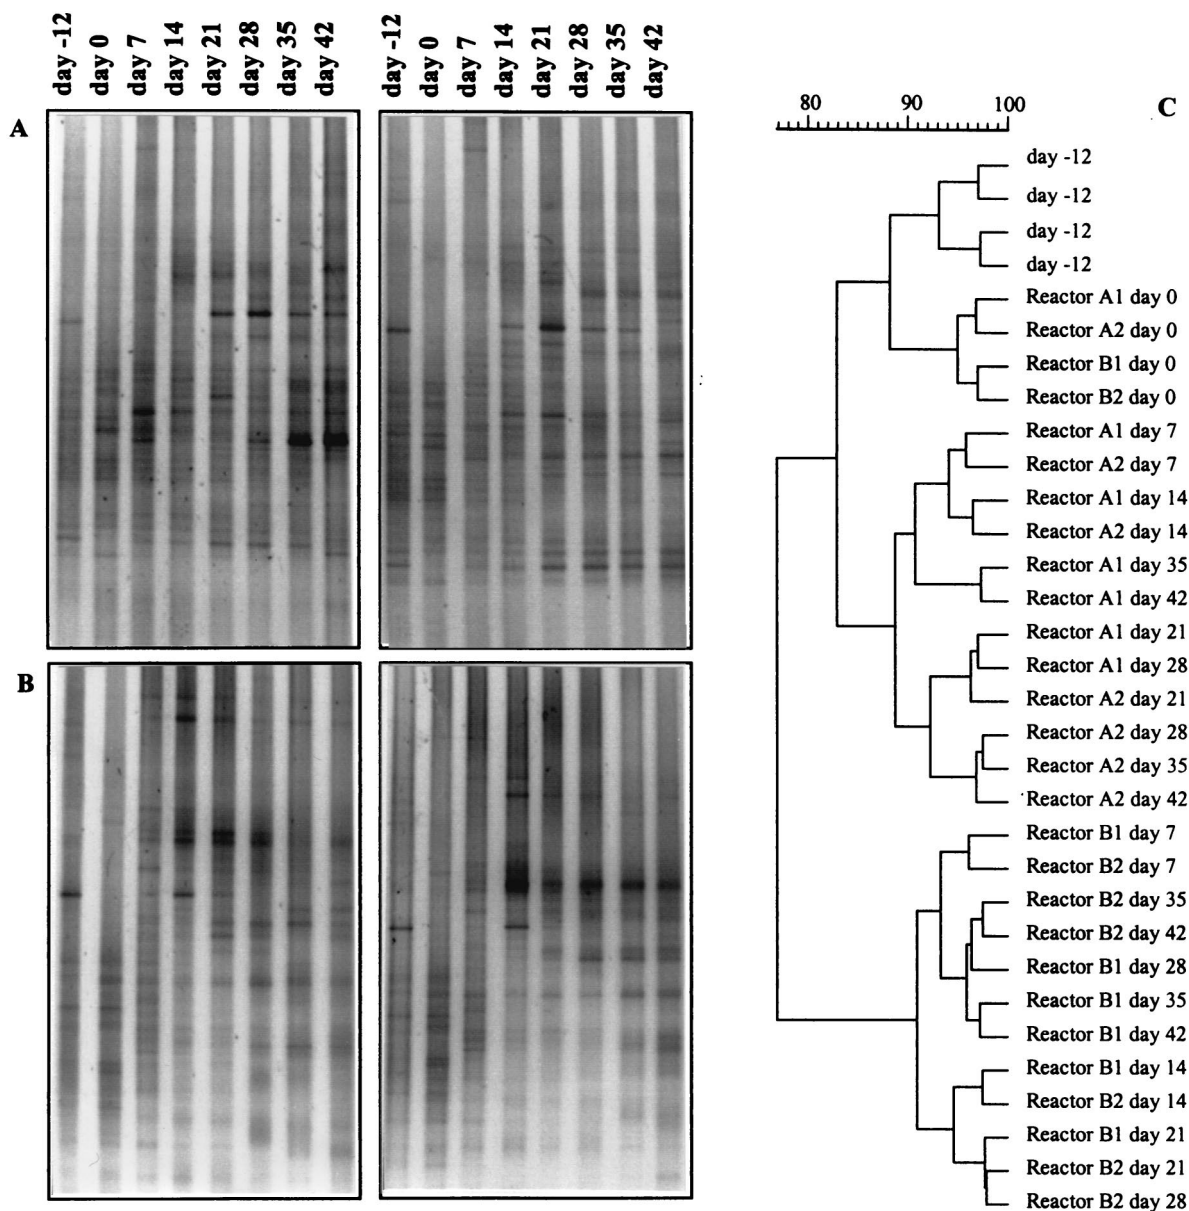 day -12
day 0
day 7
day 14
day 21
day 28
day 35
day 42
day -12
day 0
day 7
day 14
day 21
day 28
day 35
day 42
A
B
80 90 100 C
day -12
day -12
day -12
day -12
Reactor A1 day 0
Reactor A2 day 0
Reactor B1 day 0
Reactor B2 day 0
Reactor A1 day 7
Reactor A2 day 7
Reactor A1 day 14
Reactor A2 day 14
Reactor A1 day 35
Reactor A1 day 42
Reactor A1 day 21
Reactor A1 day 28
Reactor A2 day 21
Reactor A2 day 28
Reactor A2 day 35
Reactor A2 day 42
Reactor B1 day 7
Reactor B2 day 7
Reactor B2 day 35
Reactor B2 day 42
Reactor B1 day 28
Reactor B1 day 35
Reactor B1 day 42
Reactor B1 day 14
Reactor B2 day 14
Reactor B1 day 21
Reactor B2 day 21
Reactor B2 day 28